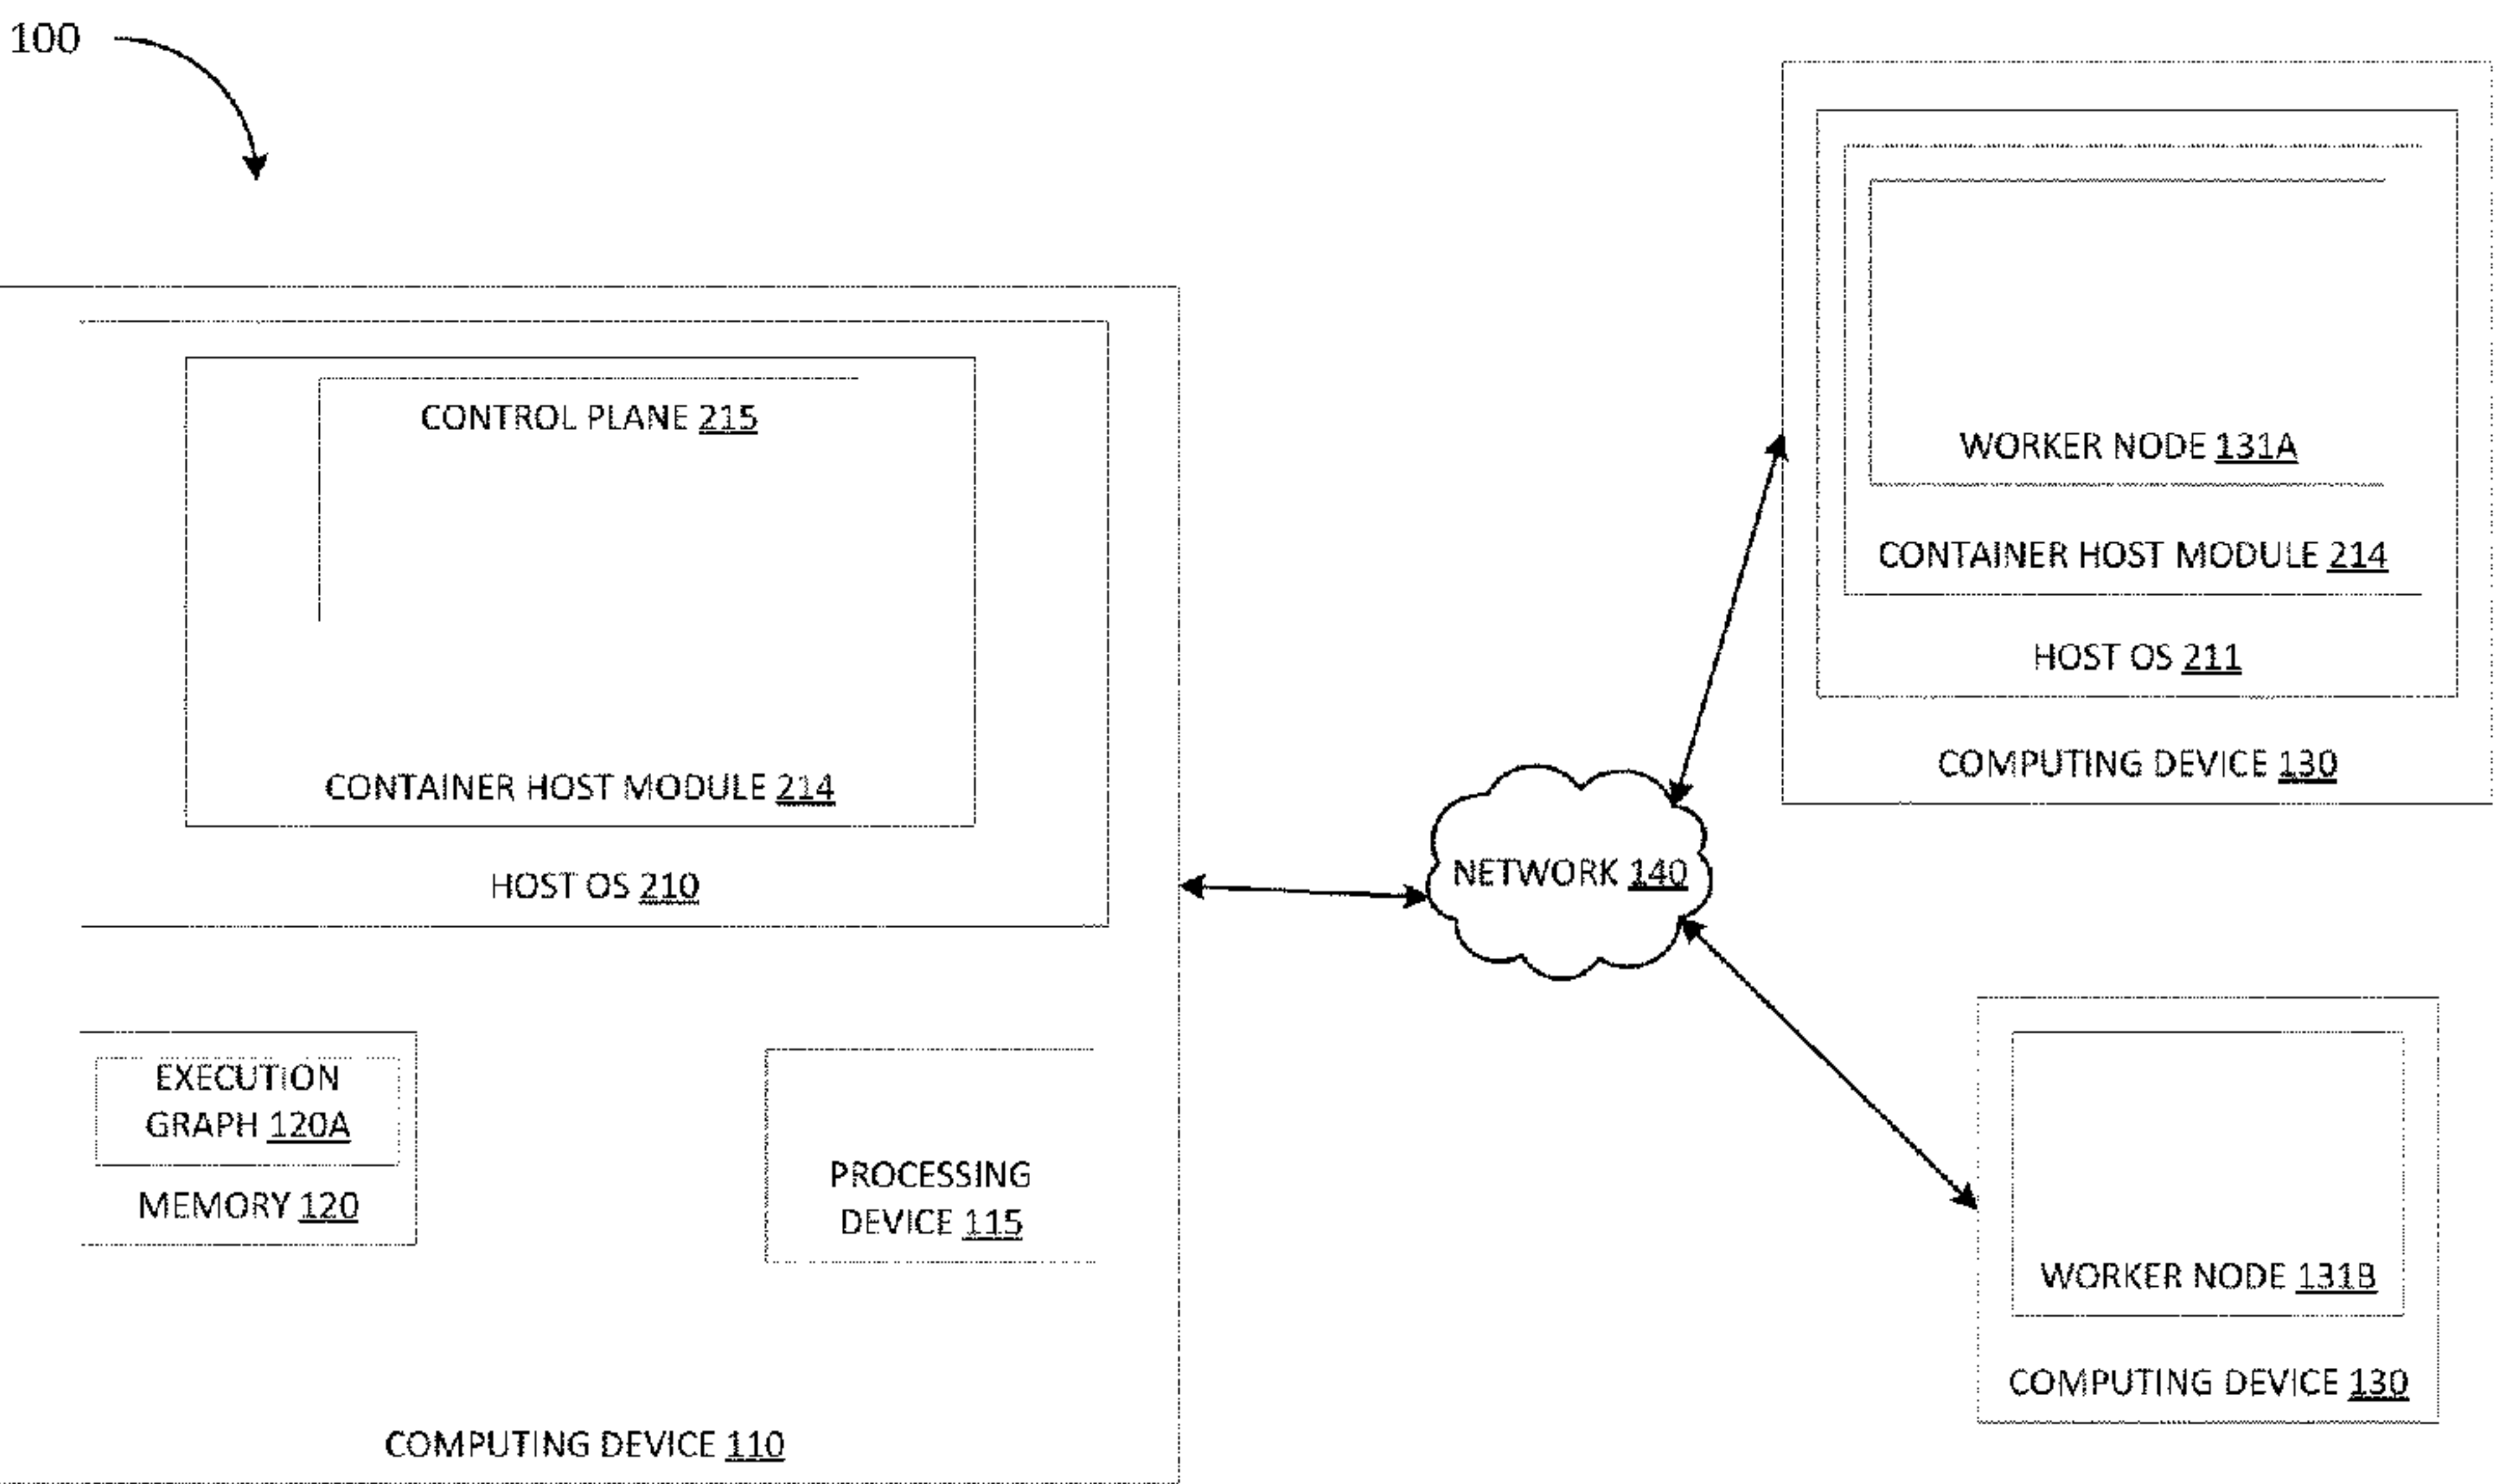 100
CONTROL PLANE 215
CONTAINER HOST MODULE 214
HOST OS 210
EXECUTION
GRAPH 120A
MEMORY 120
PROCESSING
DEVICE 115
COMPUTING DEVICE 110
NETWORK 140
WORKER NODE 131A
CONTAINER HOST MODULE 214
HOST OS 211
COMPUTING DEVICE 130
WORKER NODE 131B
COMPUTING DEVICE 130